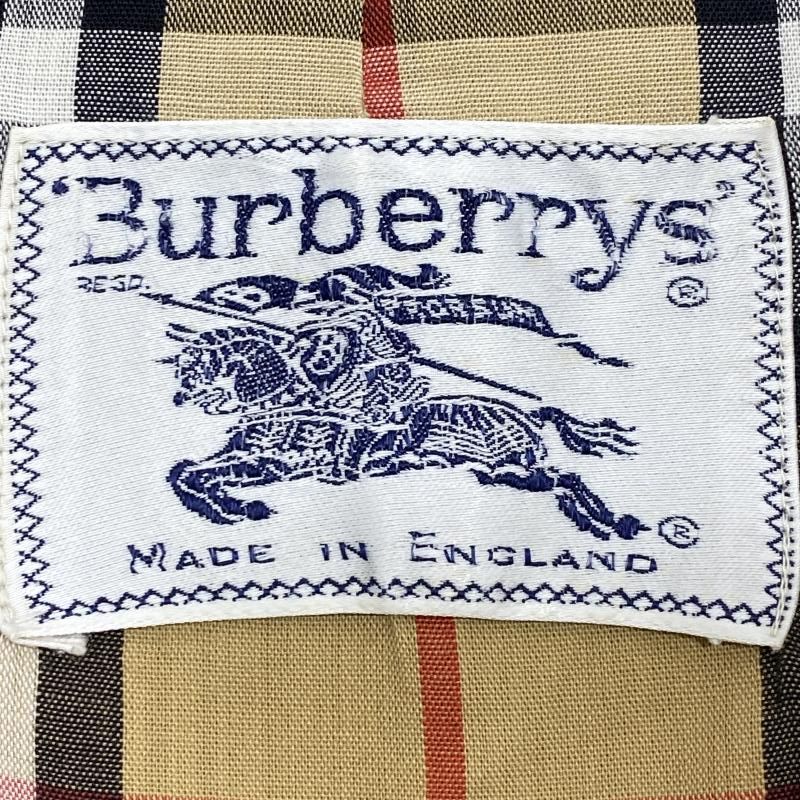 'Burberrys'
REGD. ®
®
MADE IN ENGLAND